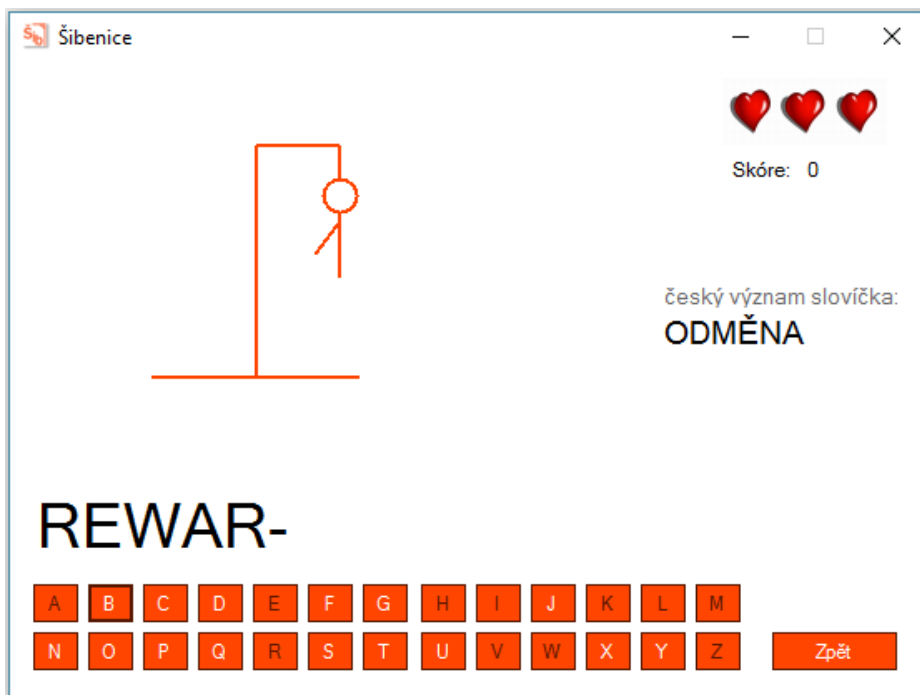 Šibenice
Skóre: 0
český význam slovíčka:
ODMĚNA
REWAR-
A B C D E F G H I J K L M
N O P Q R S T U V W X Y Z Zpět